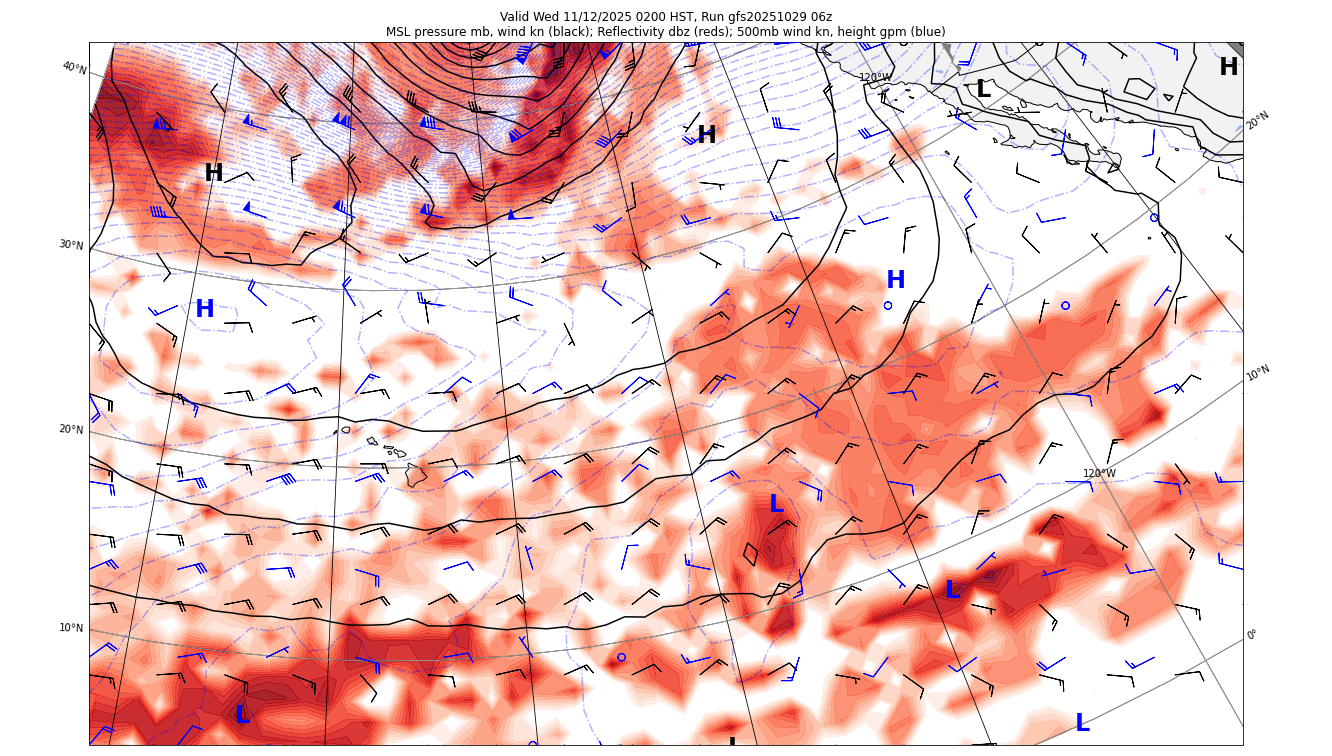 Valid Wed 11/12/2025 0200 HST, Run gfs20251029 06z
MSL pressure mb, wind kn (black); Reflectivity dbz (reds); 500mb wind kn, height gpm (blue)
40°N
120°W
H
L
20°N
H
H
30°N
H
H
10°N
20°N
120°W
L
L
10°N
0°
L
L
L